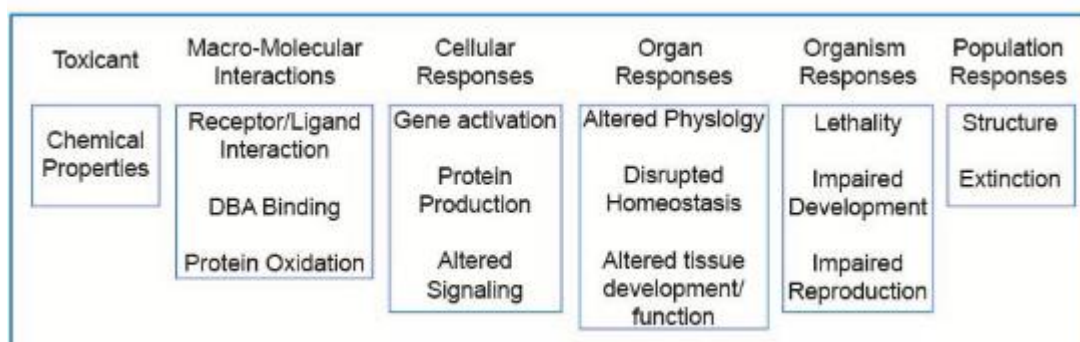 Toxicant
Macro-Molecular
Interactions
Cellular
Responses
Organ
Responses
Organism
Responses
Population
Responses
Chemical
Properties
Receptor/Ligand
Interaction
DBA Binding
Protein Oxidation
Gene activation
Protein
Production
Altered
Signaling
Altered Physlolgy
Disrupted
Homeostasis
Altered tissue
development/
function
Lethality
Impaired
Development
Impaired
Reproduction
Structure
Extinction